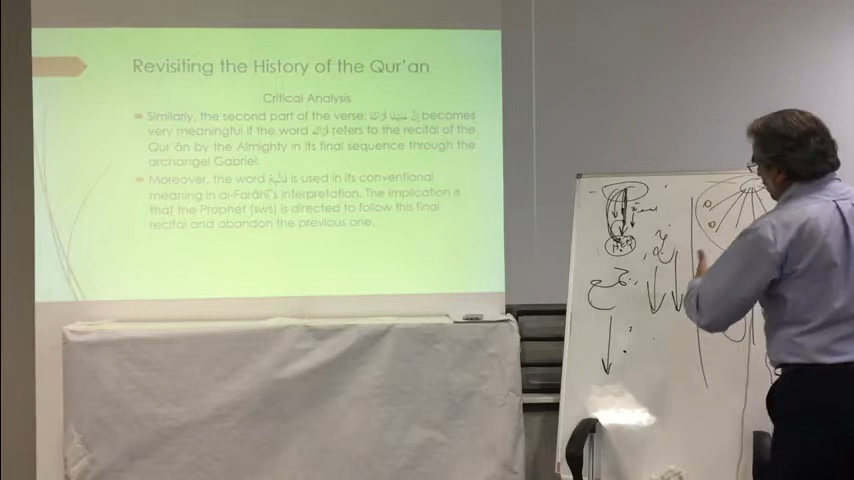 Revisiting the History of the Qur'an
Critical Analysis
Similarly, the second part of the verse: becomes
very meaningful if the word refers to the recital of the
Qur'ān by the Almighty in its final sequence through the
archangel Gabriel.
Moreover, the word is used in its conventional
meaning in al-Farāhī's interpretation. The implication is
that the Prophet (sws) is directed to follow this final
recital and abandon the previous one.
جمع